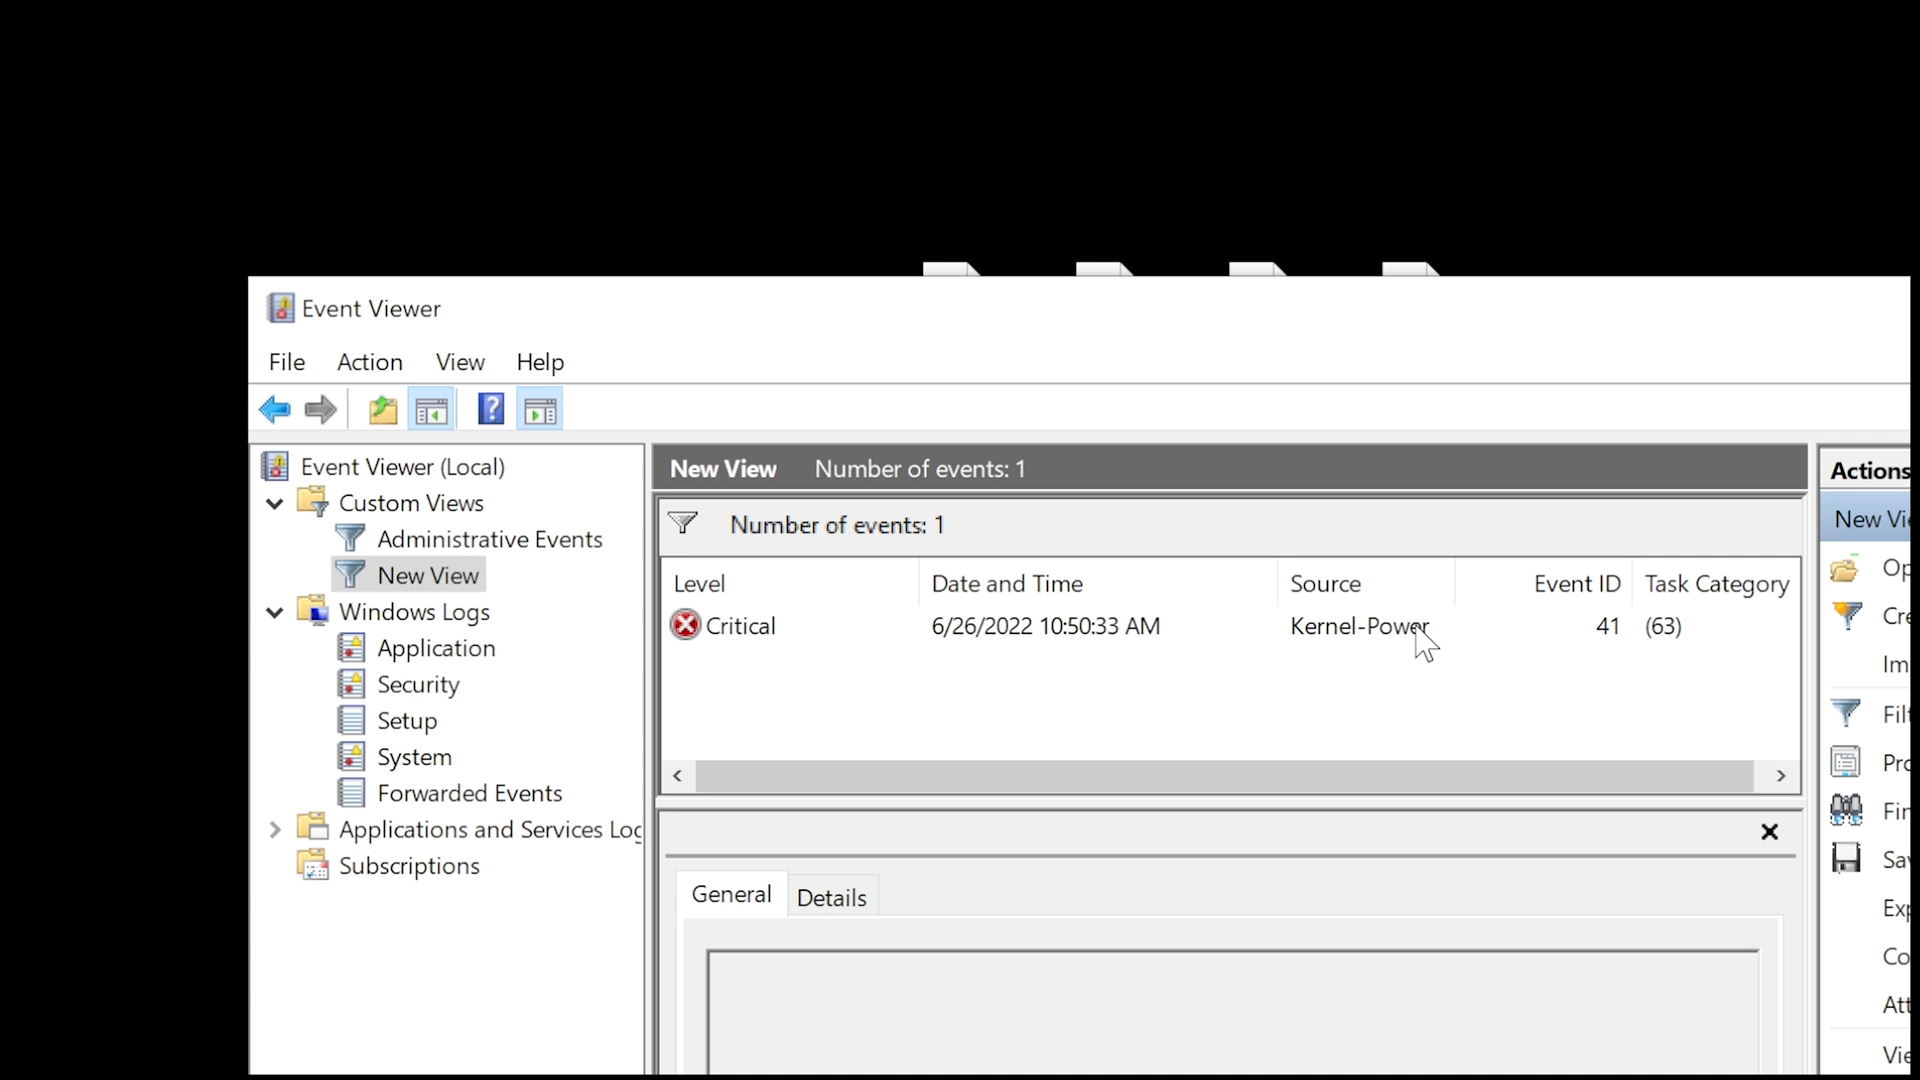 Event Viewer
File Action View Help
Event Viewer (Local)
Custom Views
Administrative Events
New View
Windows Logs
Application
Security
Setup
System
Forwarded Events
Applications and Services
Subscriptions
New View Number of events: 1
Number of events: 1
Level Date and Time Source Event ID Task Category
Critical 6/26/2022 10:50:33 AM Kernel-Power 41 (63)
General Details
Actions
New